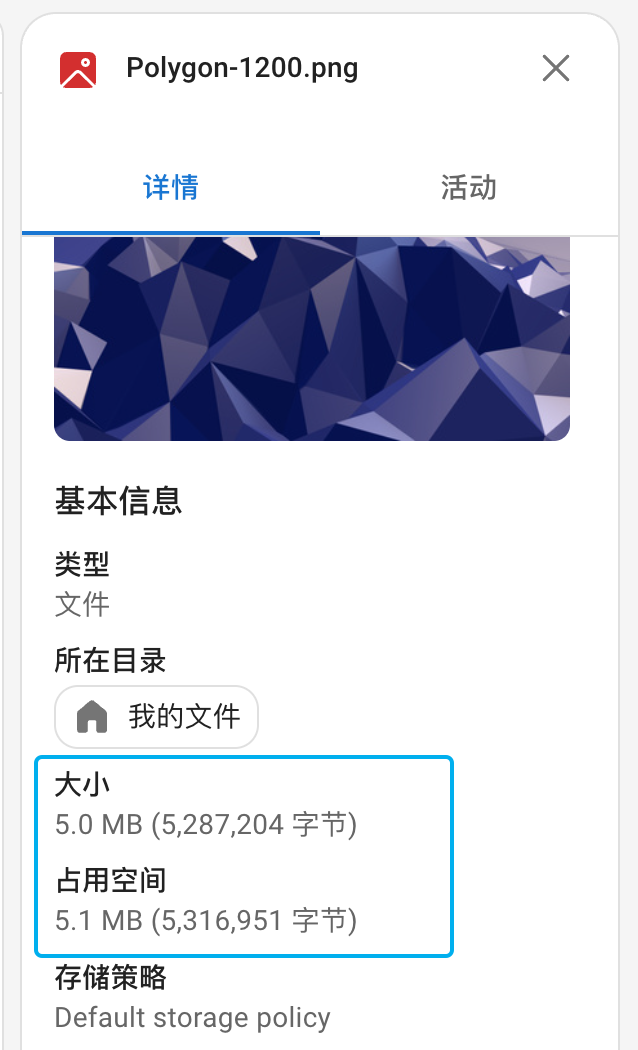 Polygon-1200.png
详情
活动
基本信息
类型
文件
所在目录
我的文件
大小
5.0 MB (5,287,204 字节)
占用空间
5.1 MB (5,316,951 字节)
存储策略
Default storage policy